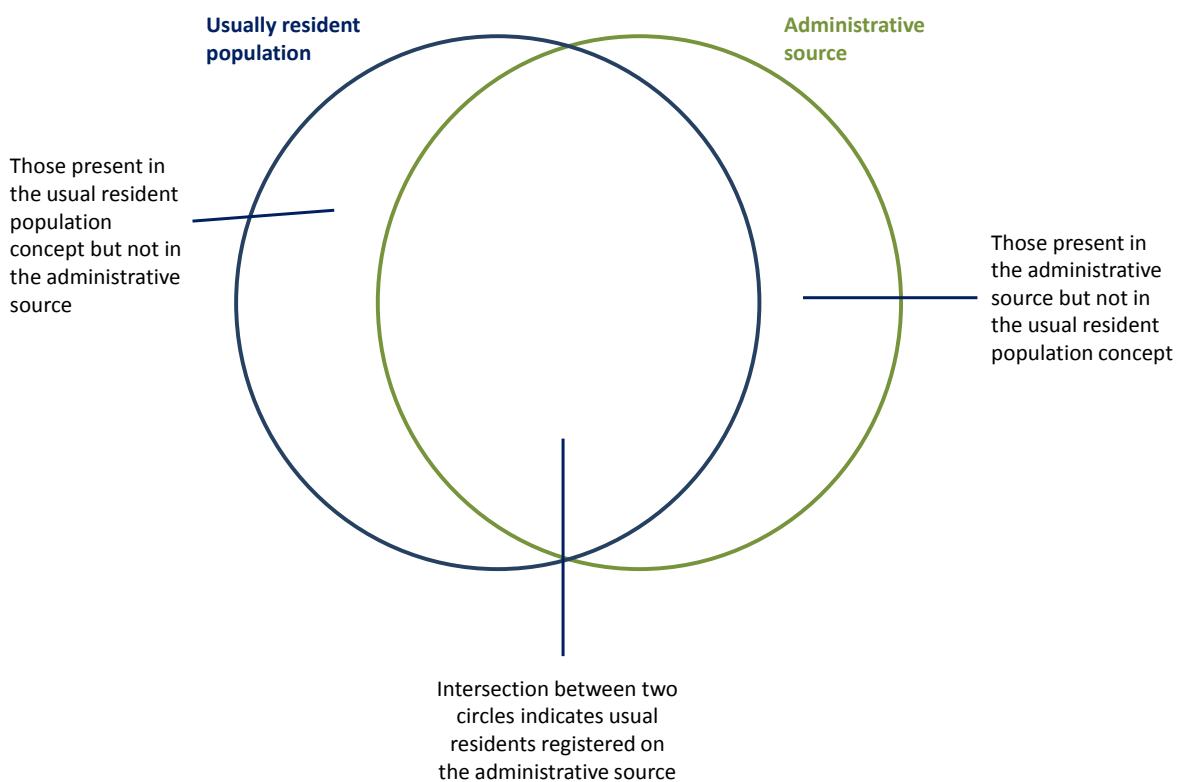 Usually resident
population
Administrative
source
Those present in
the usual resident
population
concept but not in
the administrative
source
Those present in
the administrative
source but not in
the usual resident
population concept
Intersection between two
circles indicates usual
residents registered on
the administrative source